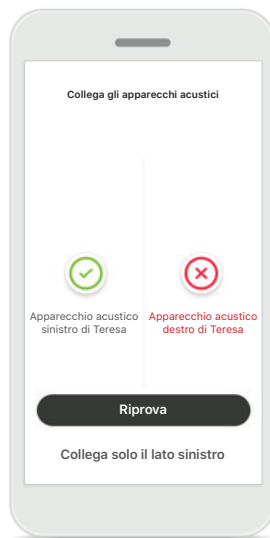 Collega gli apparecchi acustici
Apparecchio acustico
sinistro di Teresa
Apparecchio acustico
destro di Teresa
Riprova
Collega solo il lato sinistro